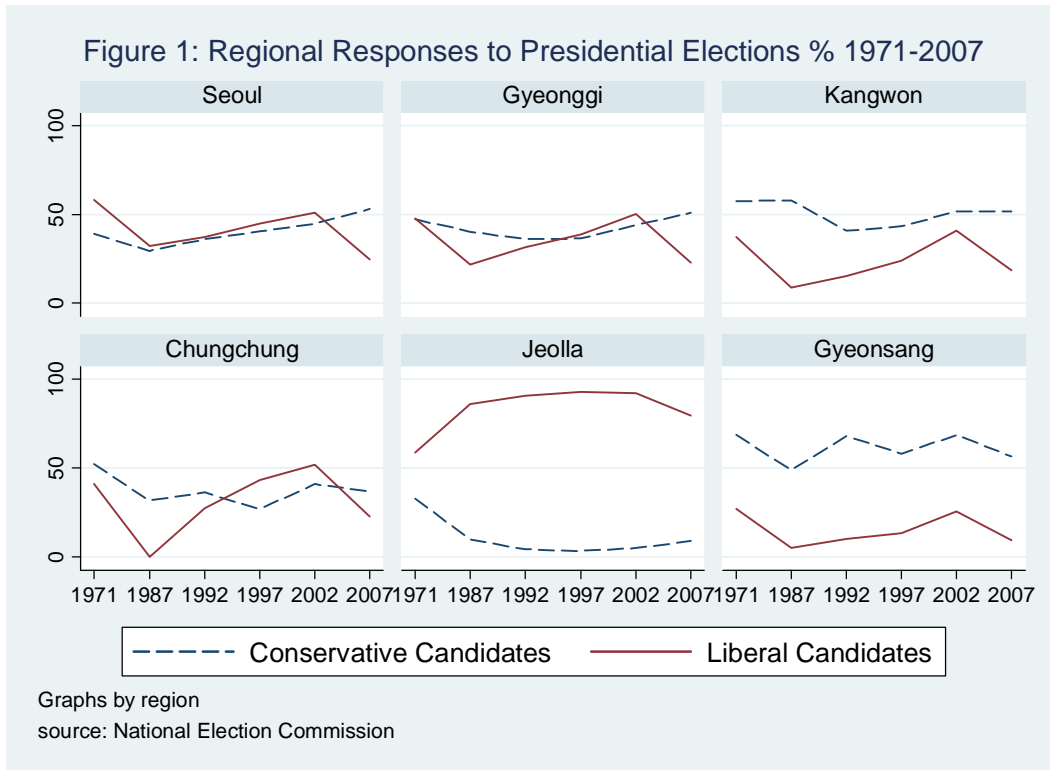 Figure 1: Regional Responses to Presidential Elections % 1971-2007
Seoul Gyeonggi Kangwon
100
50
0
Chungchung Jeolla Gyeonsang
100
50
0
1971 1987 1992 1997 2002 2007 1971 1987 1992 1997 2002 2007 1971 1987 1992 1997 2002 2007
Conservative Candidates Liberal Candidates
Graphs by region
source: National Election Commission